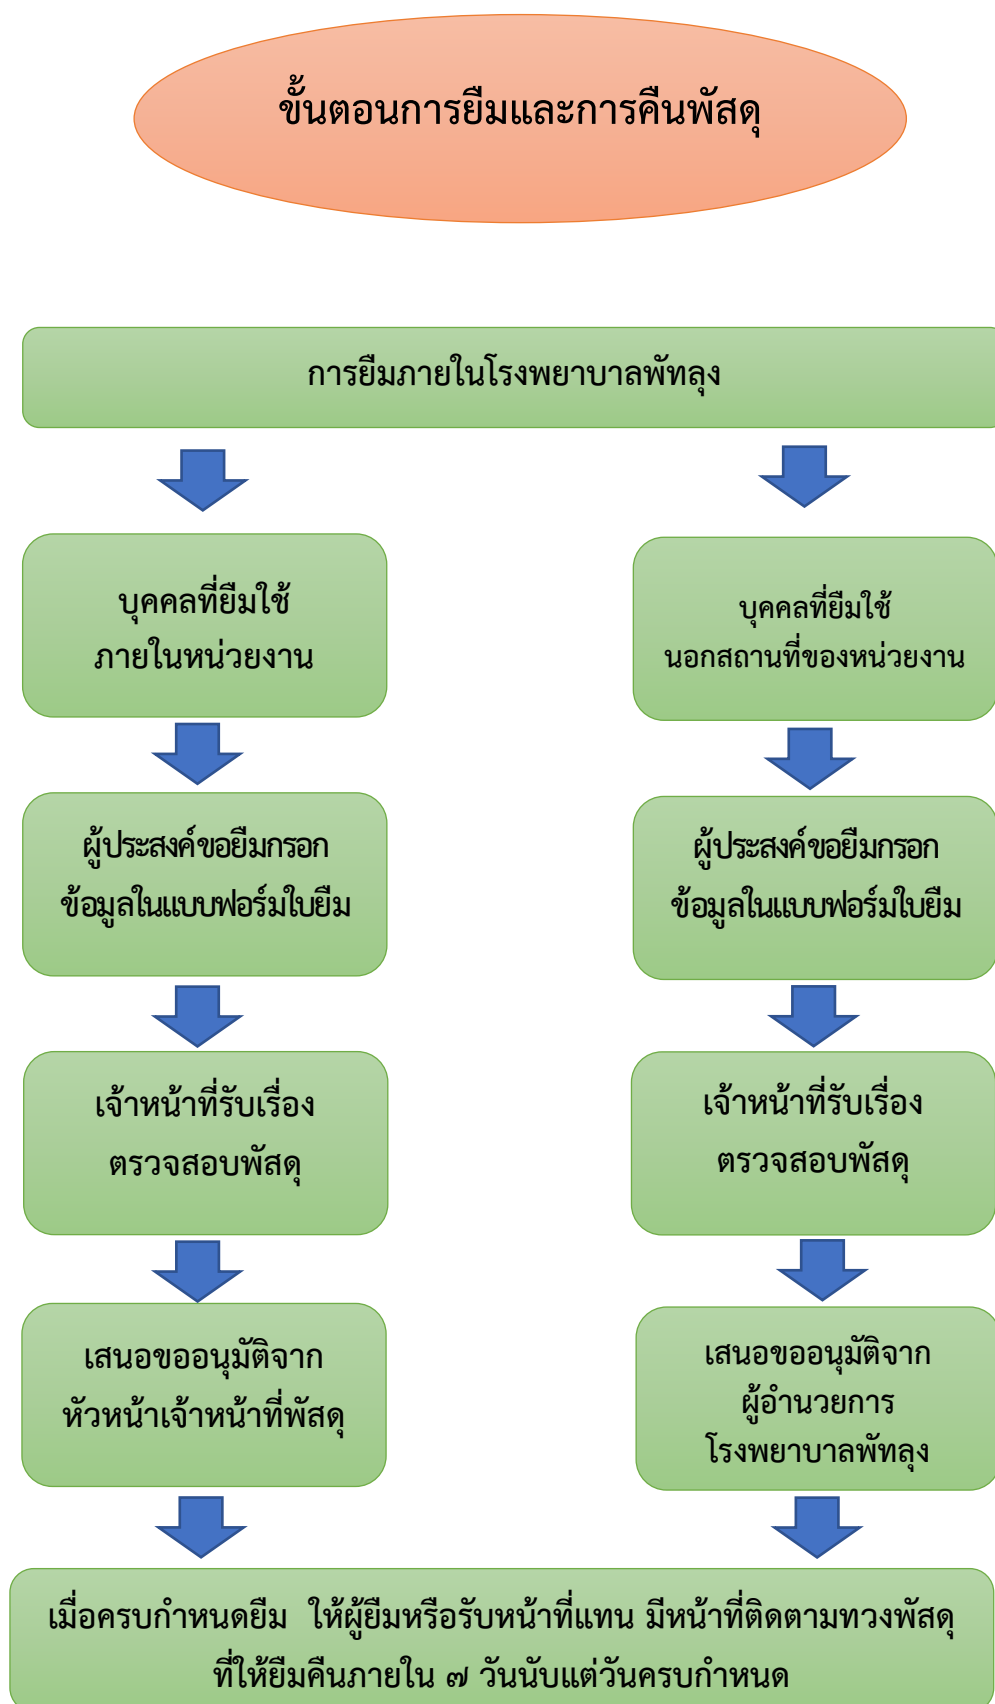 ขั้นตอนการยืมและการคืนพัสดุ
การยืมภายในโรงพยาบาลพัทลุง
บุคคลที่ยืมใช้
ภายในหน่วยงาน
ผู้ประสงค์ขอยืมกรอก
ข้อมูลในแบบฟอร์มใบยืม
เจ้าหน้าที่รับเรื่อง
ตรวจสอบพัสดุ
เสนอขออนุมัติจาก
หัวหน้าเจ้าหน้าที่พัสดุ
บุคคลที่ยืมใช้
นอกสถานที่ของหน่วยงาน
ผู้ประสงค์ขอยืมกรอก
ข้อมูลในแบบฟอร์มใบยืม
เจ้าหน้าที่รับเรื่อง
ตรวจสอบพัสดุ
เสนอขออนุมัติจาก
ผู้อำนวยการ
โรงพยาบาลพัทลุง
เมื่อครบกำหนดยืม ให้ผู้ยืมหรือรับหน้าที่แทน มีหน้าที่ติดตามทวงพัสดุ
ที่ให้ยืมคืนภายใน ๗ วันนับแต่วันครบกำหนด